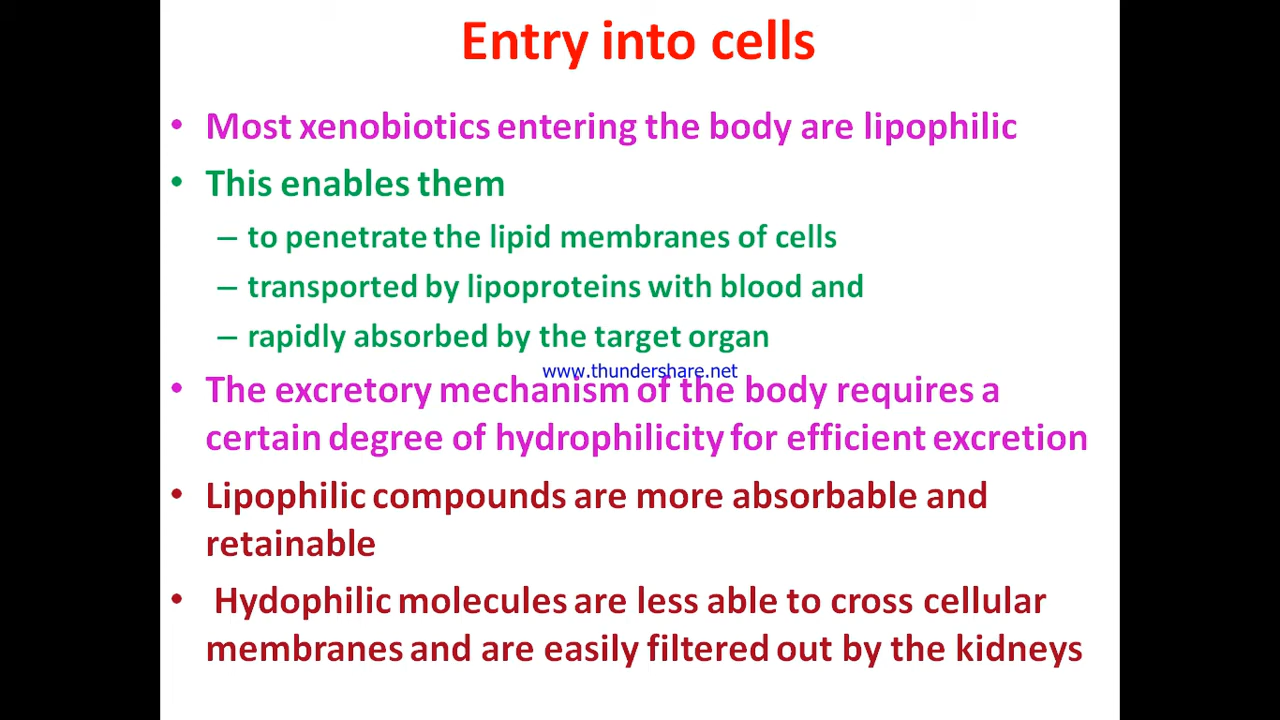 Entry into cells
• Most xenobiotics entering the body are lipophilic
• This enables them
– to penetrate the lipid membranes of cells
– transported by lipoproteins with blood and
– rapidly absorbed by the target organ
www.thundershare.net
• The excretory mechanism of the body requires a
certain degree of hydrophilicity for efficient excretion
• Lipophilic compounds are more absorbable and
retainable
• Hydophilic molecules are less able to cross cellular
membranes and are easily filtered out by the kidneys